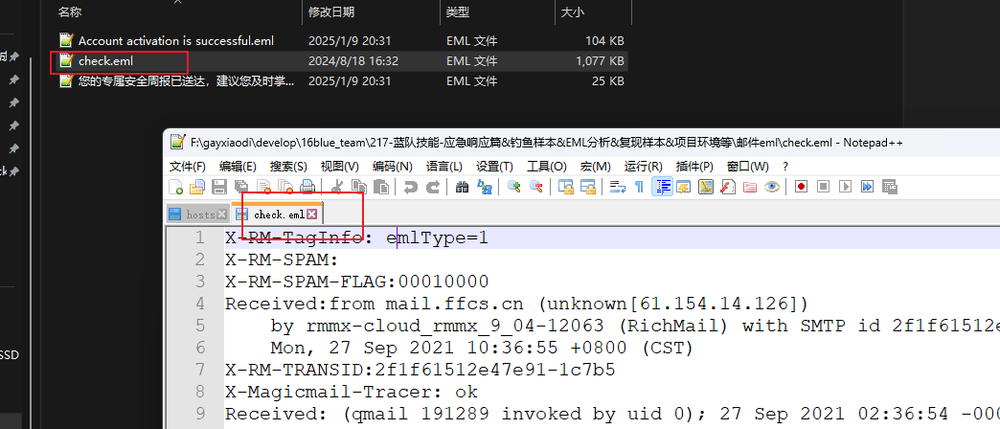 名称 修改日期 类型 大小
Account activation is successful.eml 2025/1/9 20:31 EML 文件 104 KB
check.eml 2024/8/18 16:32 EML 文件 1,077 KB
您的专属安全周报已送达，建议您及时掌... 2025/1/9 20:31 EML 文件 25 KB
F:\gayxiaodi\develop\16blue_team\217-蓝队技能-应急响应篇&钓鱼样本&EML分析&复现样本&项目环境等\邮件eml\check.eml - Notepad++
文件(F) 编辑(E) 搜索(S) 视图(V) 编码(N) 语言(L) 设置(T) 工具(O) 宏(M) 运行(R) 插件(P) 窗口(W) ?
hosts check.eml
1 X-RM-TagInfo: emlType=1
2 X-RM-SPAM:
3 X-RM-SPAM-FLAG:00010000
4 Received:from mail.ffcs.cn (unknown[61.154.14.126])
5 by rmmx-cloud_rmmx_9_04-12063 (RichMail) with SMTP id 2f1f61512e
6 Mon, 27 Sep 2021 10:36:55 +0800 (CST)
7 X-RM-TRANSID:2f1f61512e47e91-1c7b5
8 X-Magicmail-Tracer: ok
9 Received: (qmail 191289 invoked by uid 0); 27 Sep 2021 02:36:54 -000
SSD